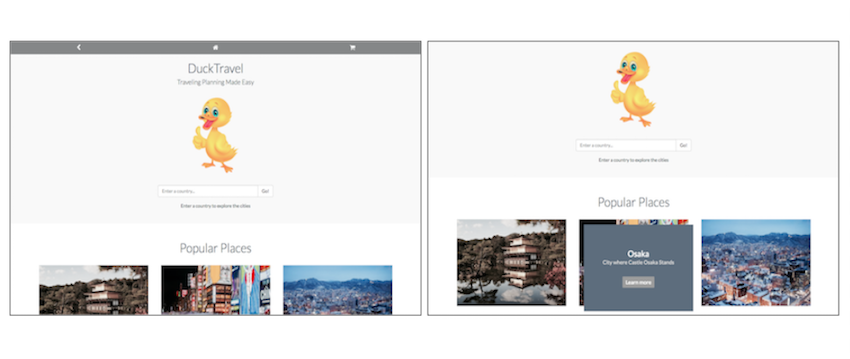 DuckTravel
Traveling Planning Made Easy
Enter a country... Go!
Enter a country to explore the cities
Popular Places
Enter a country... Go!
Enter a country to explore the cities
Popular Places
Osaka
City where Castle Osaka Stands
Learn more